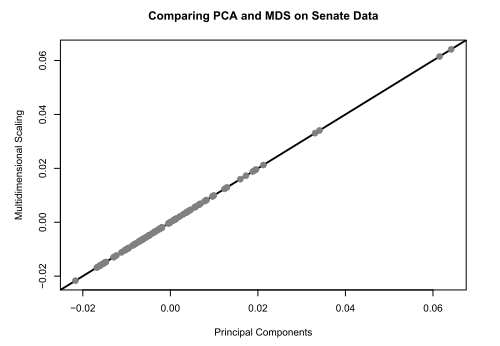 Comparing PCA and MDS on Senate Data
0.06
0.04
0.02
0.00
−0.02
Multidimensional Scaling
−0.02 0.00 0.02 0.04 0.06
Principal Components